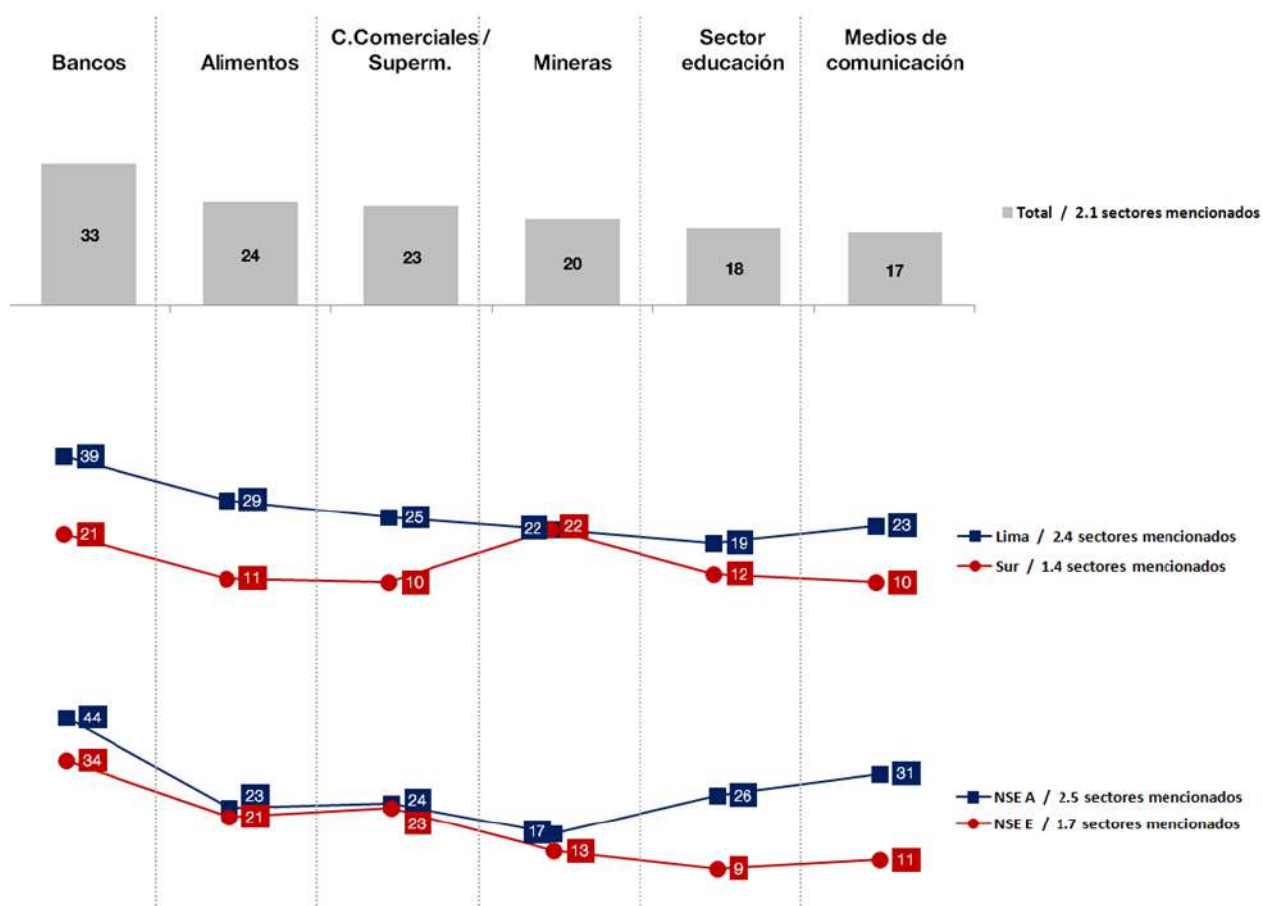 Bancos
Alimentos
C.Comerciales /
Superm.
Mineras
Sector
educación
Medios de
comunicación
33
24
23
20
18
17
Total / 2.1 sectores mencionados
39
29
25
22
19
23
Lima / 2.4 sectores mencionados
21
11
10
22
12
10
Sur / 1.4 sectores mencionados
44
23
24
17
26
31
NSE A / 2.5 sectores mencionados
34
21
23
13
9
11
NSE E / 1.7 sectores mencionados